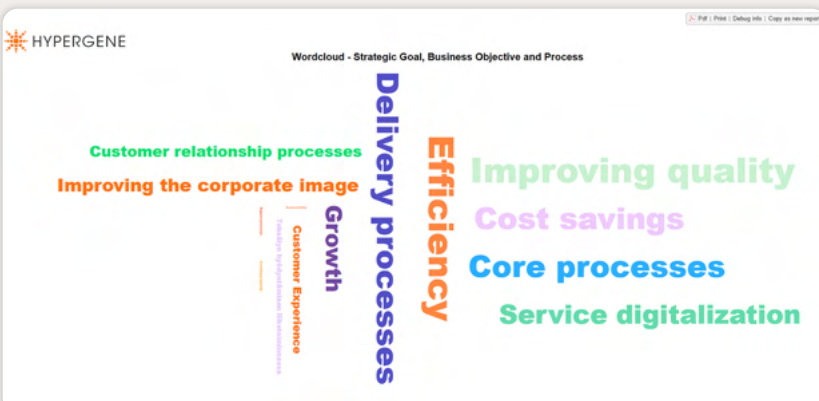 Pdf | Print | Debug info | Copy as new report
HYPERGENE
Wordcloud - Strategic Goal, Business Objective and Process
Delivery processes
Efficiency
Customer relationship processes
Improving quality
Improving the corporate image
Growth
Cost savings
Customer Experience
Core processes
Service digitalization